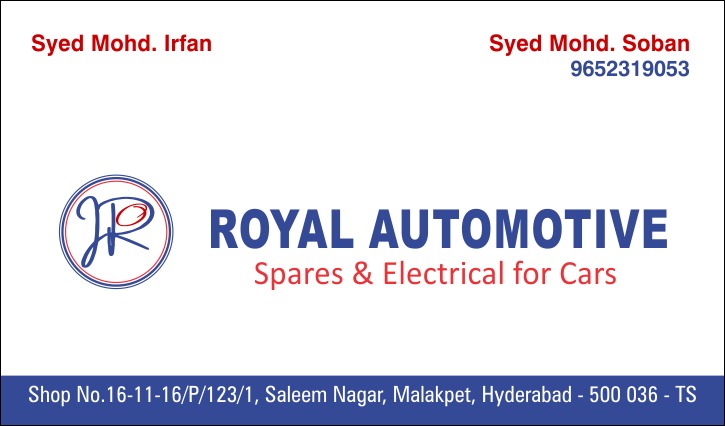 Syed Mohd. Irfan
Syed Mohd. Soban
9652319053
ROYAL AUTOMOTIVE
Spares & Electrical for Cars
Shop No.16-11-16/P/123/1, Saleem Nagar, Malakpet, Hyderabad - 500 036 - TS